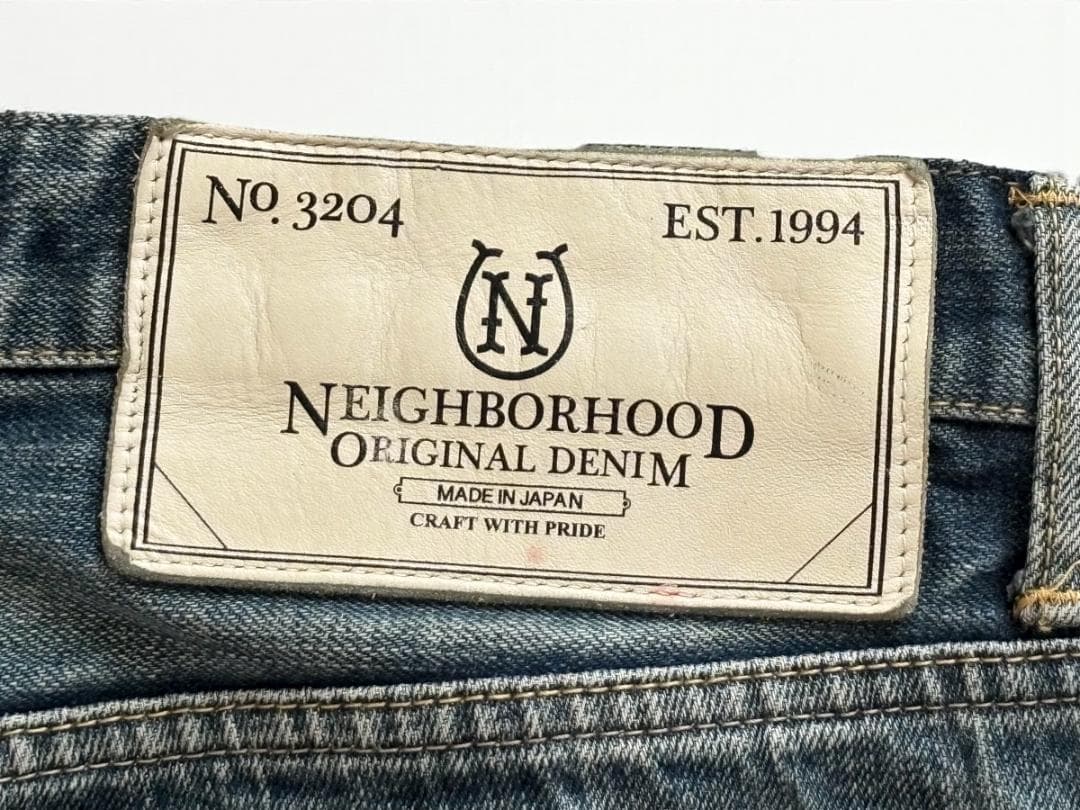 No. 3204
EST. 1994
N
NEIGHBORHOOD
ORIGINAL DENIM
MADE IN JAPAN
CRAFT WITH PRIDE